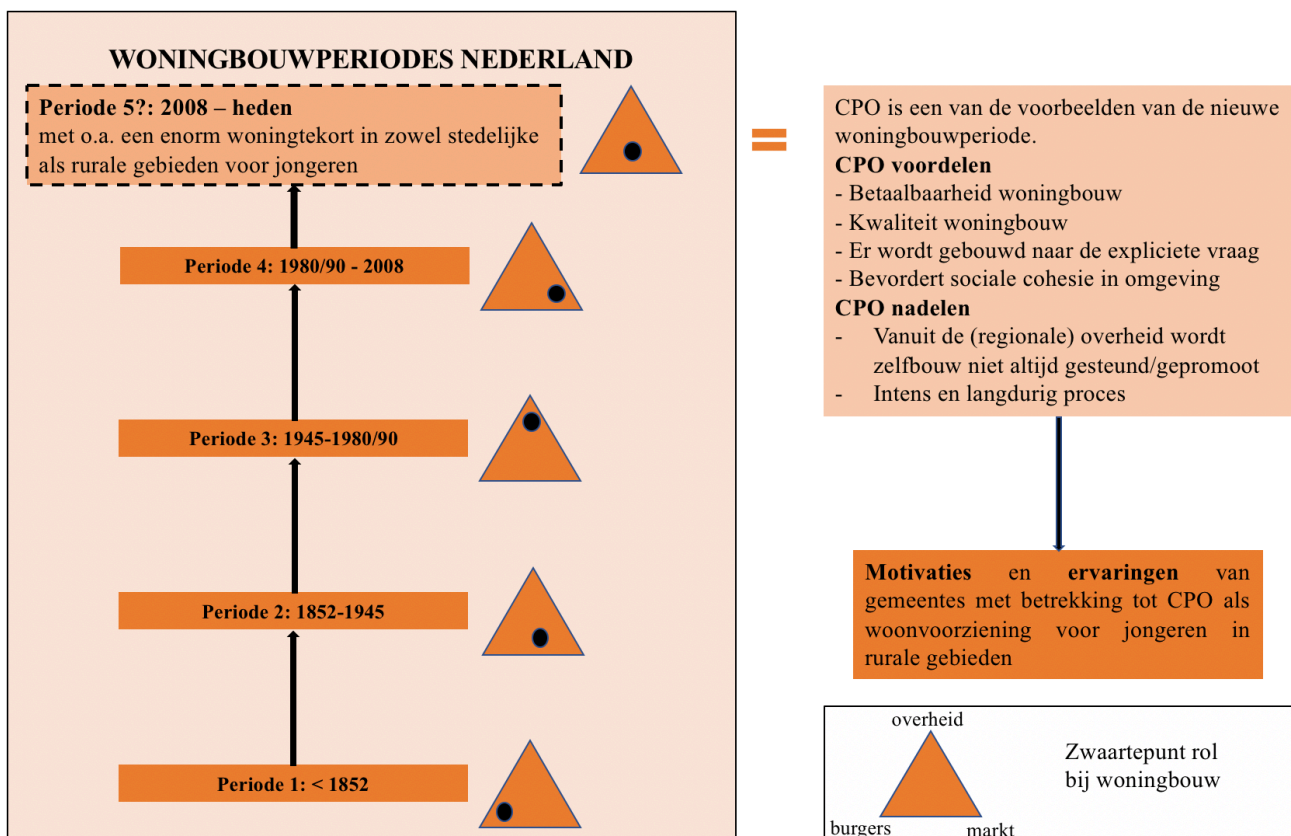 WONINGBOUWPERIODES NEDERLAND
Periode 5?: 2008 – heden
met o.a. een enorm woningtekort in zowel stedelijke
als rurale gebieden voor jongeren
Periode 4: 1980/90 - 2008
Periode 3: 1945-1980/90
Periode 2: 1852-1945
Periode 1: < 1852
=
CPO is een van de voorbeelden van de nieuwe
woningbouwperiode.
CPO voordelen
- Betaalbaarheid woningbouw
- Kwaliteit woningbouw
- Er wordt gebouwd naar de expliciete vraag
- Bevordert sociale cohesie in omgeving
CPO nadelen
- Vanuit de (regionale) overheid wordt
zelfbouw niet altijd gesteund/gepromoot
- Intens en langdurig proces
Motivaties en ervaringen van
gemeentes met betrekking tot CPO als
woonvoorziening voor jongeren in
rurale gebieden
overheid
Zwaartepunt rol
bij woningbouw
burgers markt